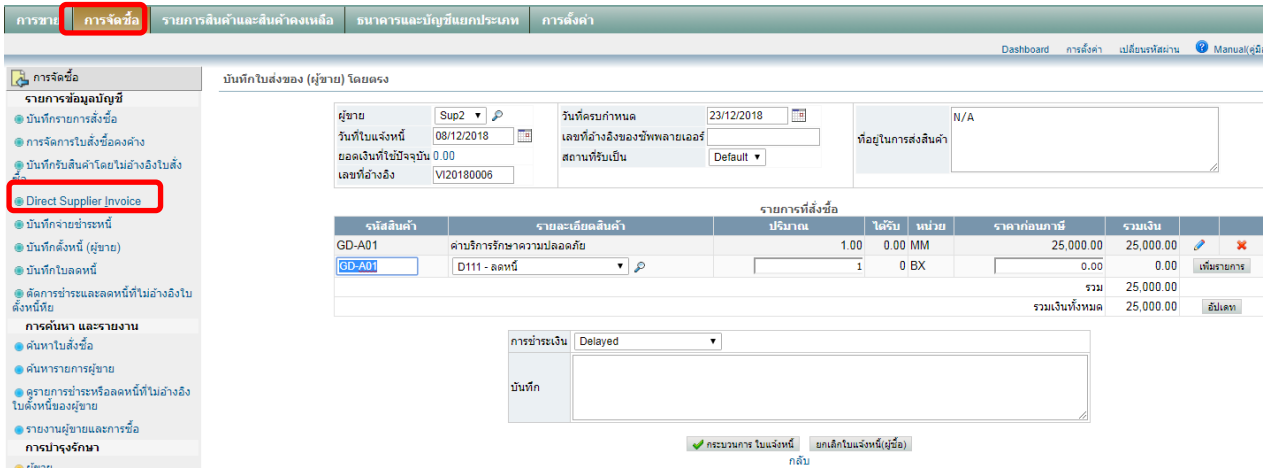 การขาย การจัดซื้อ รายการสินค้าและสินค้าคงเหลือ ธนาคารและบัญชีแยกประเภท การตั้งค่า
Dashboard การตั้งค่า เปลี่ยนรหัสผ่าน Manual(คู่มือ
การจัดซื้อ
รายการข้อมูลบัญชี
บันทึกรายการสั่งซื้อ
การจัดการใบสั่งซื้อคงค้าง
บันทึกรับสินค้าโดยไม่อ้างอิงใบสั่ง
ซื้อ
Direct Supplier Invoice
บันทึกจ่ายชำระหนี้
บันทึกตั้งหนี้ (ผู้ขาย)
บันทึกใบลดหนี้
ตัดการชำระและลดหนี้ที่ไม่อ้างอิงใบ
ตั้งหนี้หีย
การค้นหา และรายงาน
ค้นหาใบสั่งซื้อ
ค้นหารายการผู้ขาย
ดูรายการชำระหรือลดหนี้ที่ไม่อ้างอิง
ใบตั้งหนี้ของผู้ขาย
รายงานผู้ขายและการซื้อ
การบำรุงรักษา
ผู้ขาย
บันทึกใบส่งของ (ผู้ขาย) โดยตรง
ผู้ขาย Sup2 วันที่ครบกำหนด 23/12/2018 ที่อยู่ในการส่งสินค้า N/A
วันที่ใบแจ้งหนี้ 08/12/2018 เลขที่อ้างอิงของซัพพลายเออร์
ยอดเงินที่ใช้ปัจจุบัน 0.00 สถานที่รับเป็น Default
เลขที่อ้างอิง VI20180006
รายการที่สั่งซื้อ
รหัสสินค้า รายละเอียดสินค้า ปริมาณ ได้รับ หน่วย ราคาก่อนภาษี รวมเงิน
GD-A01 ค่าบริการรักษาความปลอดภัย 1.00 0.00 MM 25,000.00 25,000.00
GD-A01 D111 - ลดหนี้ 1 0 BX 0.00 0.00 เพิ่มรายการ
รวม 25,000.00
รวมเงินทั้งหมด 25,000.00 อัปเดท
การชำระเงิน Delayed
บันทึก
กระบวนการ ใบแจ้งหนี้ ยกเลิกใบแจ้งหนี้(ผู้ซื้อ)
กลับ